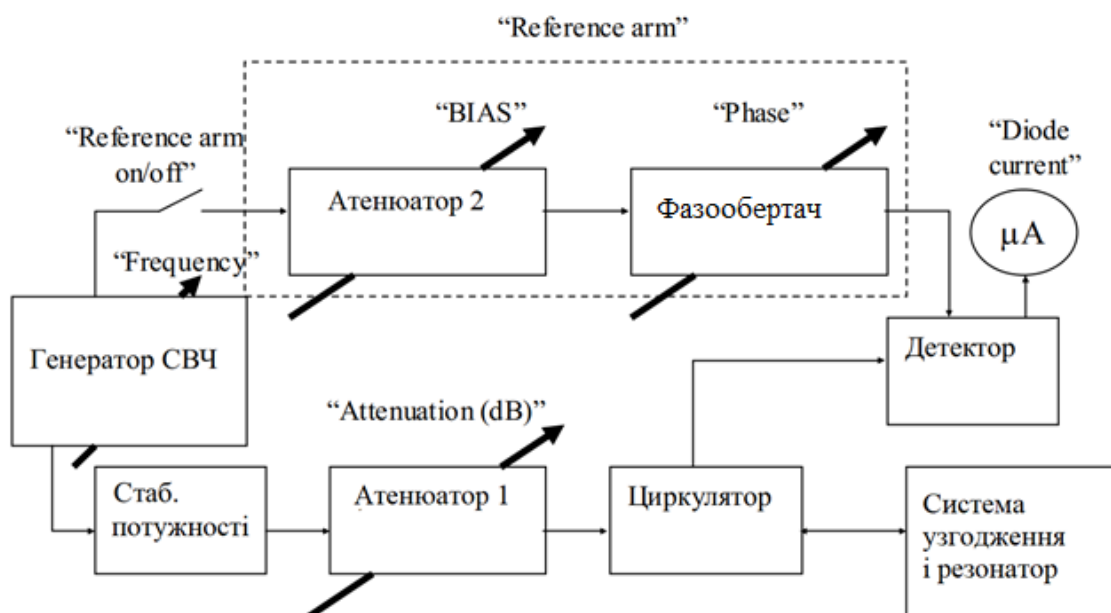 “Reference arm”
“BIAS”
“Phase”
“Reference arm
on/off”
“Diode
current”
Атенюатор 2
Фазообертач
μA
“Frequency”
Генератор СВЧ
Детектор
“Attenuation (dB)”
Стаб.
потужності
Атенюатор 1
Циркулятор
Система
узгодження
і резонатор